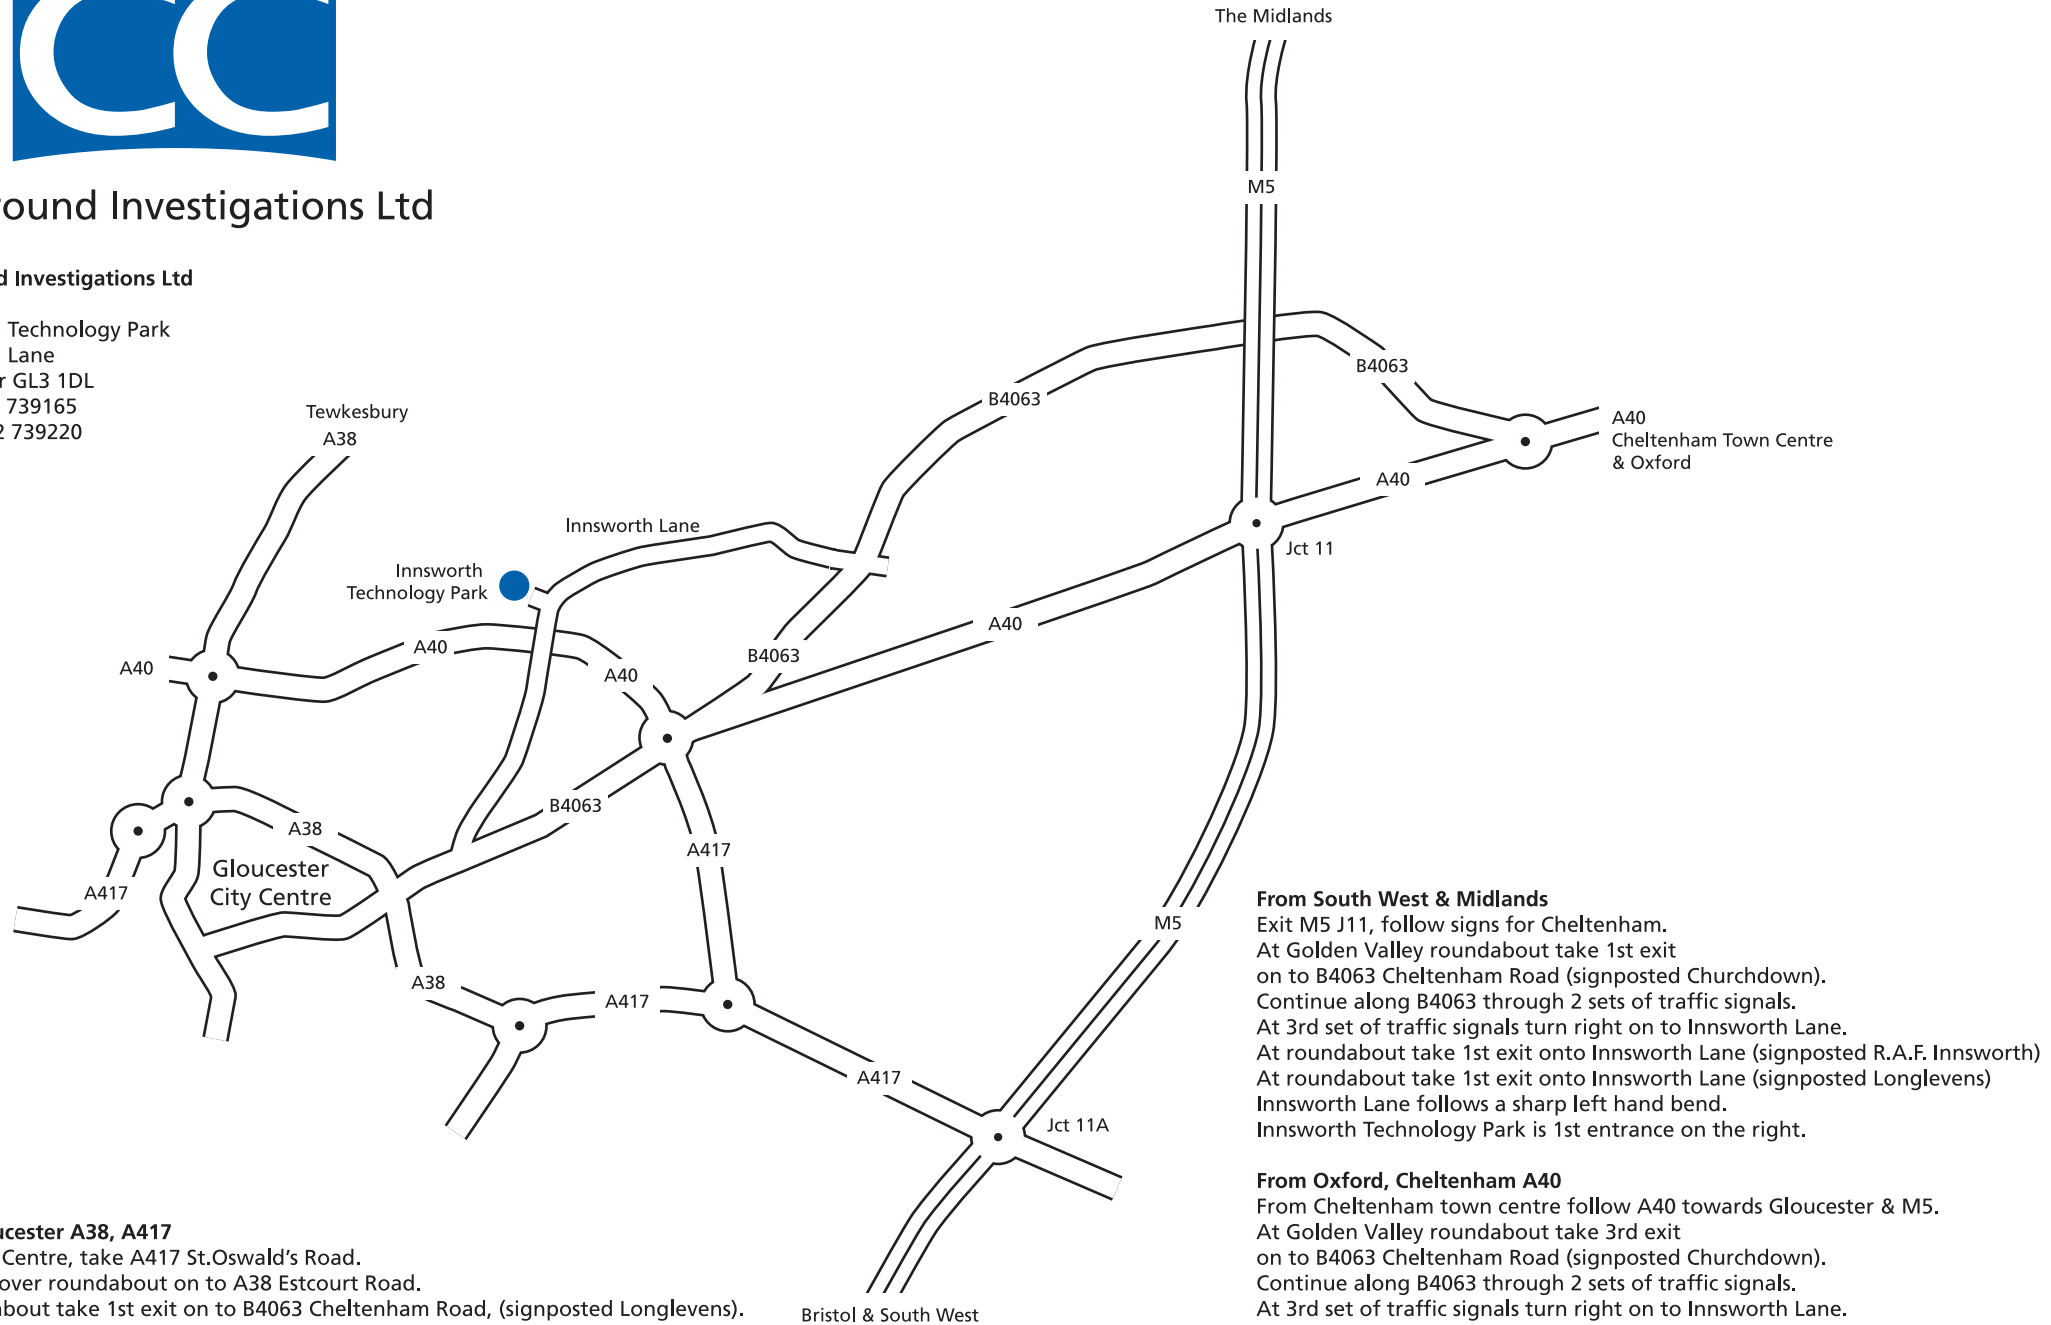 CC
round Investigations Ltd
d Investigations Ltd
Technology Park
Lane
r GL3 1DL
739165
2 739220
The Midlands
M5
B4063
B4063
A40
Cheltenham Town Centre
& Oxford
A40
Jct 11
Tewkesbury
A38
Innsworth Lane
Innsworth
Technology Park
A40
A40
A40
B4063
A40
B4063
A38
Gloucester
City Centre
A417
A417
A38
A417
A417
M5
Jct 11A
Bristol & South West
From South West & Midlands
Exit M5 J11, follow signs for Cheltenham.
At Golden Valley roundabout take 1st exit
on to B4063 Cheltenham Road (signposted Churchdown).
Continue along B4063 through 2 sets of traffic signals.
At 3rd set of traffic signals turn right on to Innsworth Lane.
At roundabout take 1st exit onto Innsworth Lane (signposted R.A.F. Innsworth)
At roundabout take 1st exit onto Innsworth Lane (signposted Longlevens)
Innsworth Lane follows a sharp left hand bend.
Innsworth Technology Park is 1st entrance on the right.
From Oxford, Cheltenham A40
From Cheltenham town centre follow A40 towards Gloucester & M5.
At Golden Valley roundabout take 3rd exit
on to B4063 Cheltenham Road (signposted Churchdown).
Continue along B4063 through 2 sets of traffic signals.
At 3rd set of traffic signals turn right on to Innsworth Lane.
ucester A38, A417
Centre, take A417 St.Oswald's Road.
over roundabout on to A38 Estcourt Road.
bout take 1st exit on to B4063 Cheltenham Road, (signposted Longlevens).